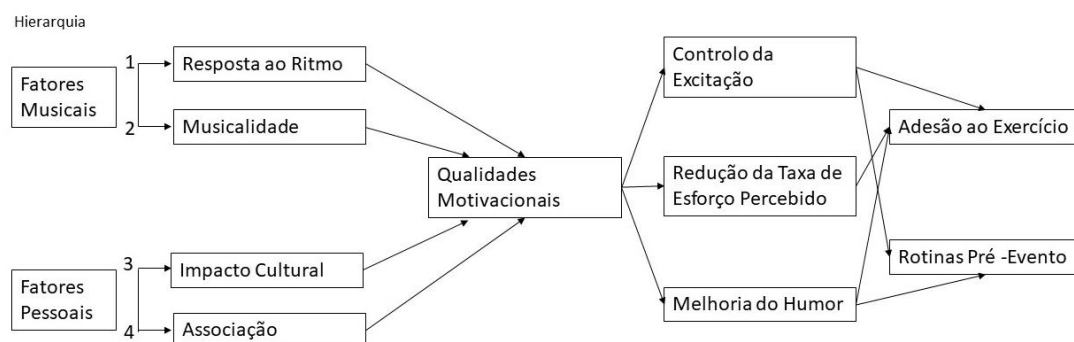 Hierarquia
Fatores
Musicais
1
Resposta ao Ritmo
2
Musicalidade
Fatores
Pessoais
3
Impacto Cultural
4
Associação
Qualidades
Motivacionais
Controlo da
Excitação
Redução da Taxa de
Esforço Percebido
Melhoria do Humor
Adesão ao Exercício
Rotinas Pré -Evento